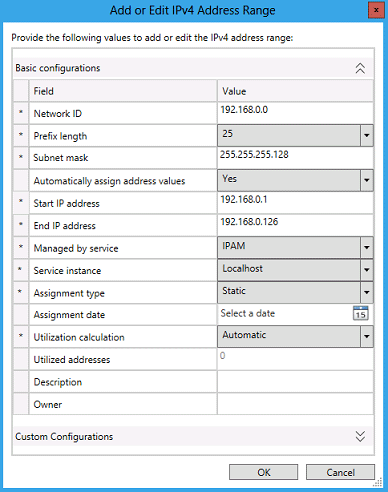 Add or Edit IPv4 Address Range
x
Provide the following values to add or edit the IPv4 address range:
Basic configurations
Field Value
* Network ID 192.168.0.0
* Prefix length 25
* Subnet mask 255.255.255.128
Automatically assign address values Yes
* Start IP address 192.168.0.1
* End IP address 192.168.0.126
* Managed by service IPAM
* Service instance Localhost
* Assignment type Static
Assignment date Select a date 15
* Utilization calculation Automatic
Utilized addresses 0
Description
Owner
Custom Configurations
OK Cancel